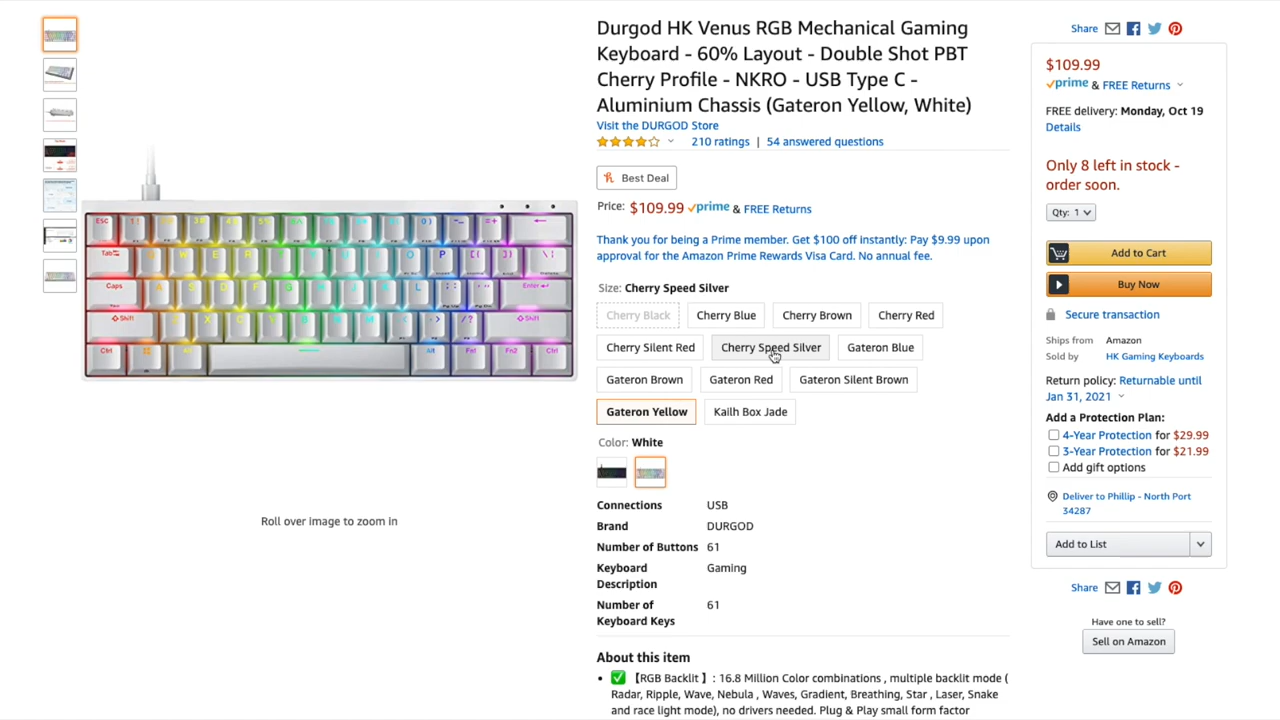 Durgod HK Venus RGB Mechanical Gaming
Keyboard - 60% Layout - Double Shot PBT
Cherry Profile - NKRO - USB Type C -
Aluminium Chassis (Gateron Yellow, White)
Visit the DURGOD Store
210 ratings | 54 answered questions
Best Deal
Price: $109.99 prime & FREE Returns
Thank you for being a Prime member. Get $100 off instantly: Pay $9.99 upon
approval for the Amazon Prime Rewards Visa Card. No annual fee.
Size: Cherry Speed Silver
Cherry Black Cherry Blue Cherry Brown Cherry Red
Cherry Silent Red Cherry Speed Silver Gateron Blue
Gateron Brown Gateron Red Gateron Silent Brown
Gateron Yellow Kailh Box Jade
Color: White
Connections USB
Brand DURGOD
Number of Buttons 61
Keyboard Gaming
Description
Number of 61
Keyboard Keys
About this item
• ✅ 【RGB Backlit 】: 16.8 Million Color combinations , multiple backlit mode (
Radar, Ripple, Wave, Nebula , Waves, Gradient, Breathing, Star , Laser, Snake
and race light mode), no drivers needed. Plug & Play small form factor
ESC
Tab W E R O P
Caps A L Enter
Shift Shift
Ctrl Alt Fn1 Fn2 Ctrl
Roll over image to zoom in
Share
$109.99
prime & FREE Returns
FREE delivery: Monday, Oct 19
Details
Only 8 left in stock -
order soon.
Qty: 1
Add to Cart
Buy Now
Secure transaction
Ships from Amazon
Sold by HK Gaming Keyboards
Return policy: Returnable until
Jan 31, 2021
Add a Protection Plan:
4-Year Protection for $29.99
3-Year Protection for $21.99
Add gift options
Deliver to Phillip - North Port
34287
Add to List
Share
Have one to sell?
Sell on Amazon